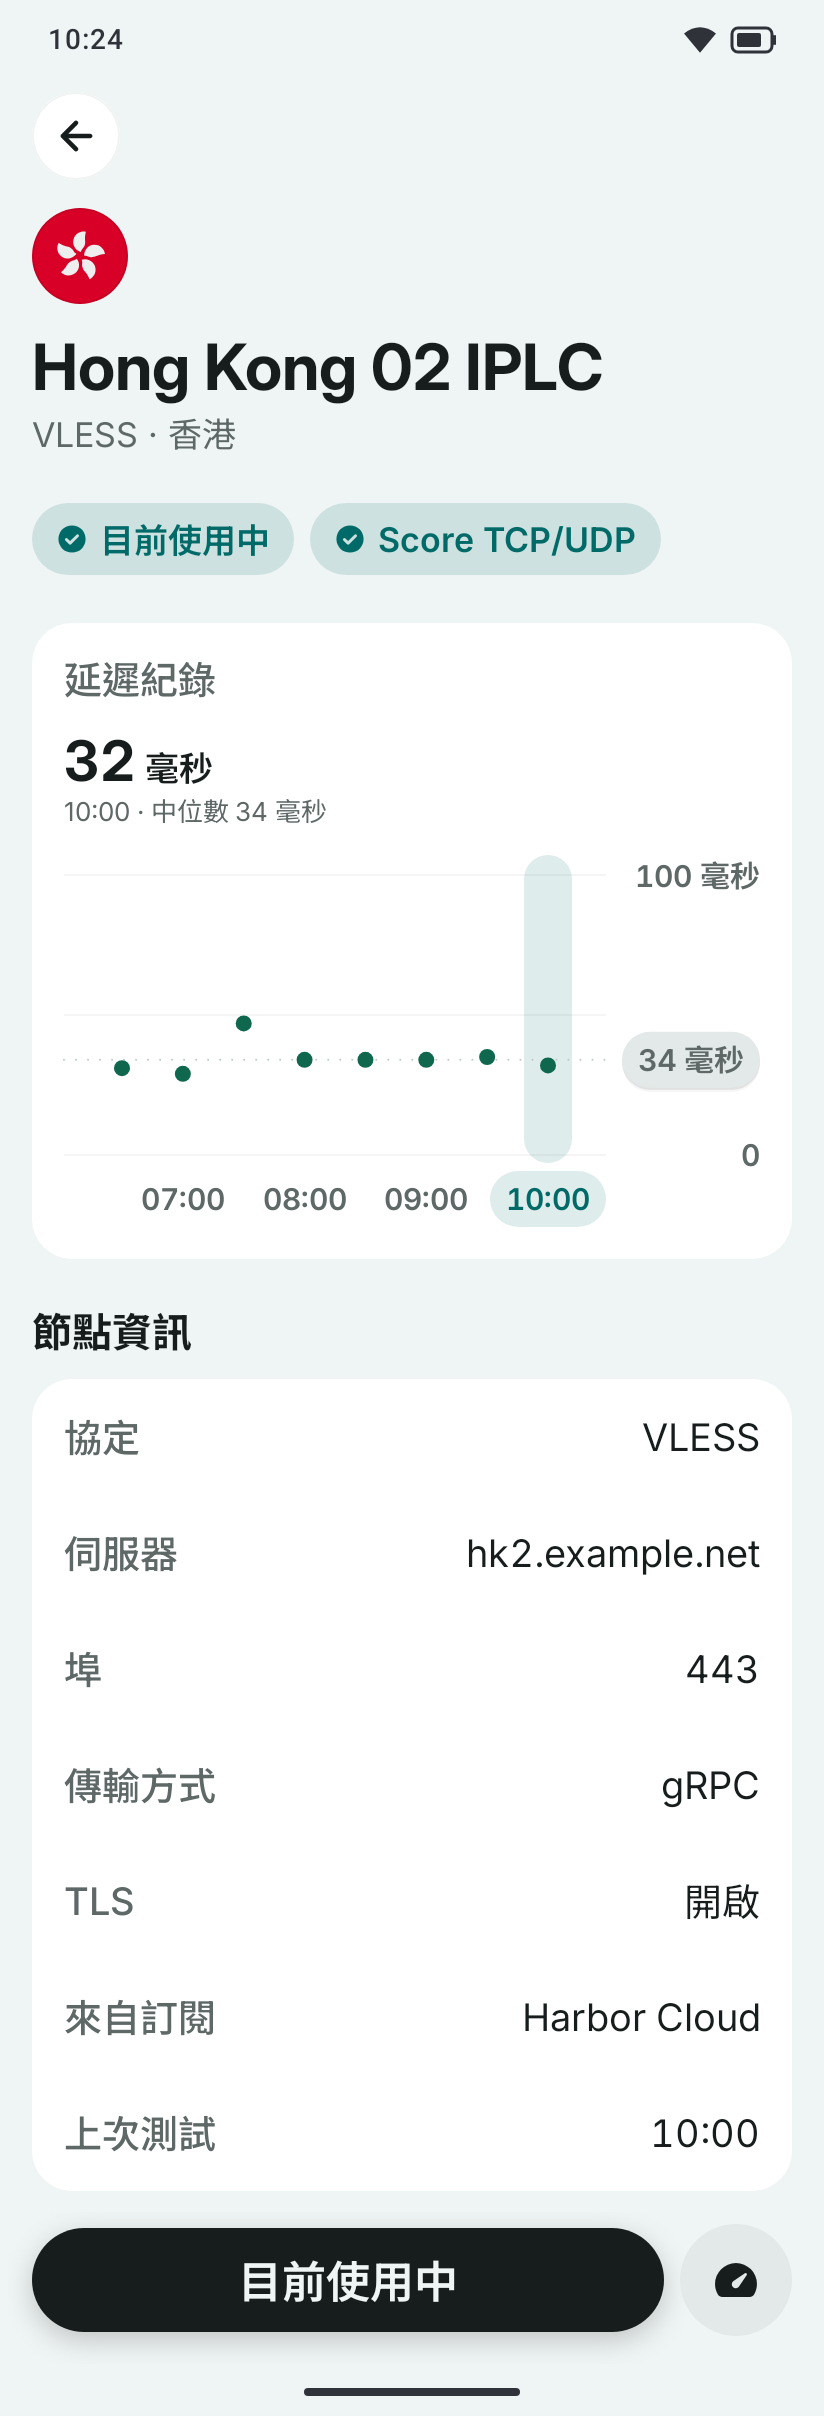 10:24
Hong Kong 02 IPLC
VLESS · 香港
目前使用中
Score TCP/UDP
延遲紀錄
32 毫秒
10:00 · 中位數 34 毫秒
100 毫秒
34 毫秒
0
07:00 08:00 09:00 10:00
節點資訊
協定 VLESS
伺服器 hk2.example.net
埠 443
傳輸方式 gRPC
TLS 開啟
來自訂閱 Harbor Cloud
上次測試 10:00
目前使用中